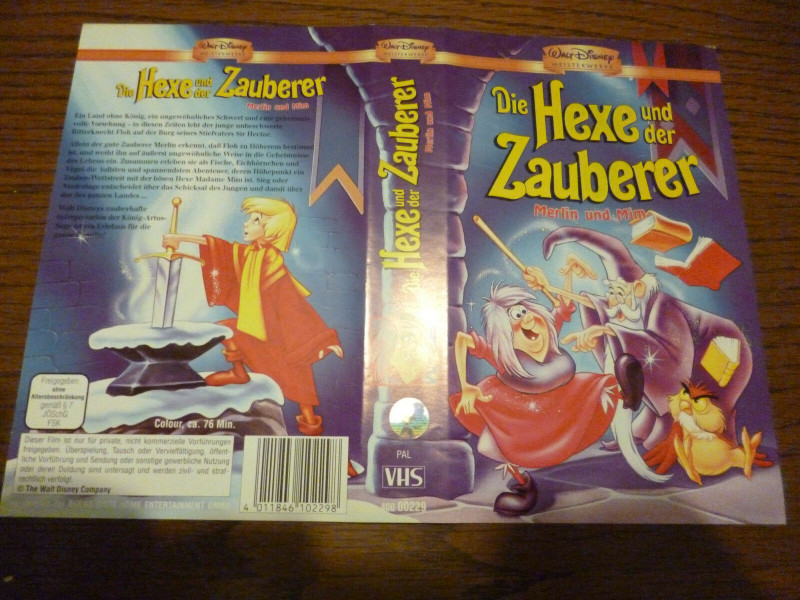 Walt Disney
MEISTERWERKE
Die Hexe und der Zauberer
Merlin und Mim
Ein Land ohne König, ein ungewöhnliches Schwert und eine geheimnis-
volle Vorsehung – in diesen Zeiten lebt der junge unbeschwerte
Ritterknecht Floh auf der Burg seines Stiefvaters Sir Hector.
Allein der gute Zauberer Merlin erkennt, daß Floh zu Höherem bestimmt
ist, und weiht ihn auf äußerst ungewöhnliche Weise in die Geheimnisse
des Lebens ein. Zusammen erleben sie als Fische, Eichhörnchen und
Vögel die tollsten und spannendsten Abenteuer, deren Höhepunkt ein
Zauber-Wettstreit mit der bösen Hexe Madame Mim ist. Sieg oder
Niederlage entscheidet über das Schicksal des Jungen und damit über
das des ganzen Landes ...
Walt Disneys zauberhafte
Interpretation der König-Artus-
Sage ist ein Erlebnis für die
ganze Familie!
Freigegeben
ohne
Altersbeschränkung
gemäß § 7
JÖSchG
FSK
Colour, ca. 76 Min.
Dieser Film ist nur für private, nicht kommerzielle Vorführungen
freigegeben. Überspielung, Tausch oder Vervielfältigung, öffent-
liche Vorführung und Sendung oder sonstige gewerbliche Nutzung
oder deren Duldung sind untersagt und werden zivil- und straf-
rechtlich verfolgt.
© The Walt Disney Company
HOME ENTERTAINMENT
4 011846 102298
Walt Disney
MEISTERWERKE
Die Hexe und der Zauberer
Merlin und Mim
PAL
VHS
00229
Walt Disney
MEISTERWERKE
Die Hexe und
der
Zauberer
Merlin und Mim